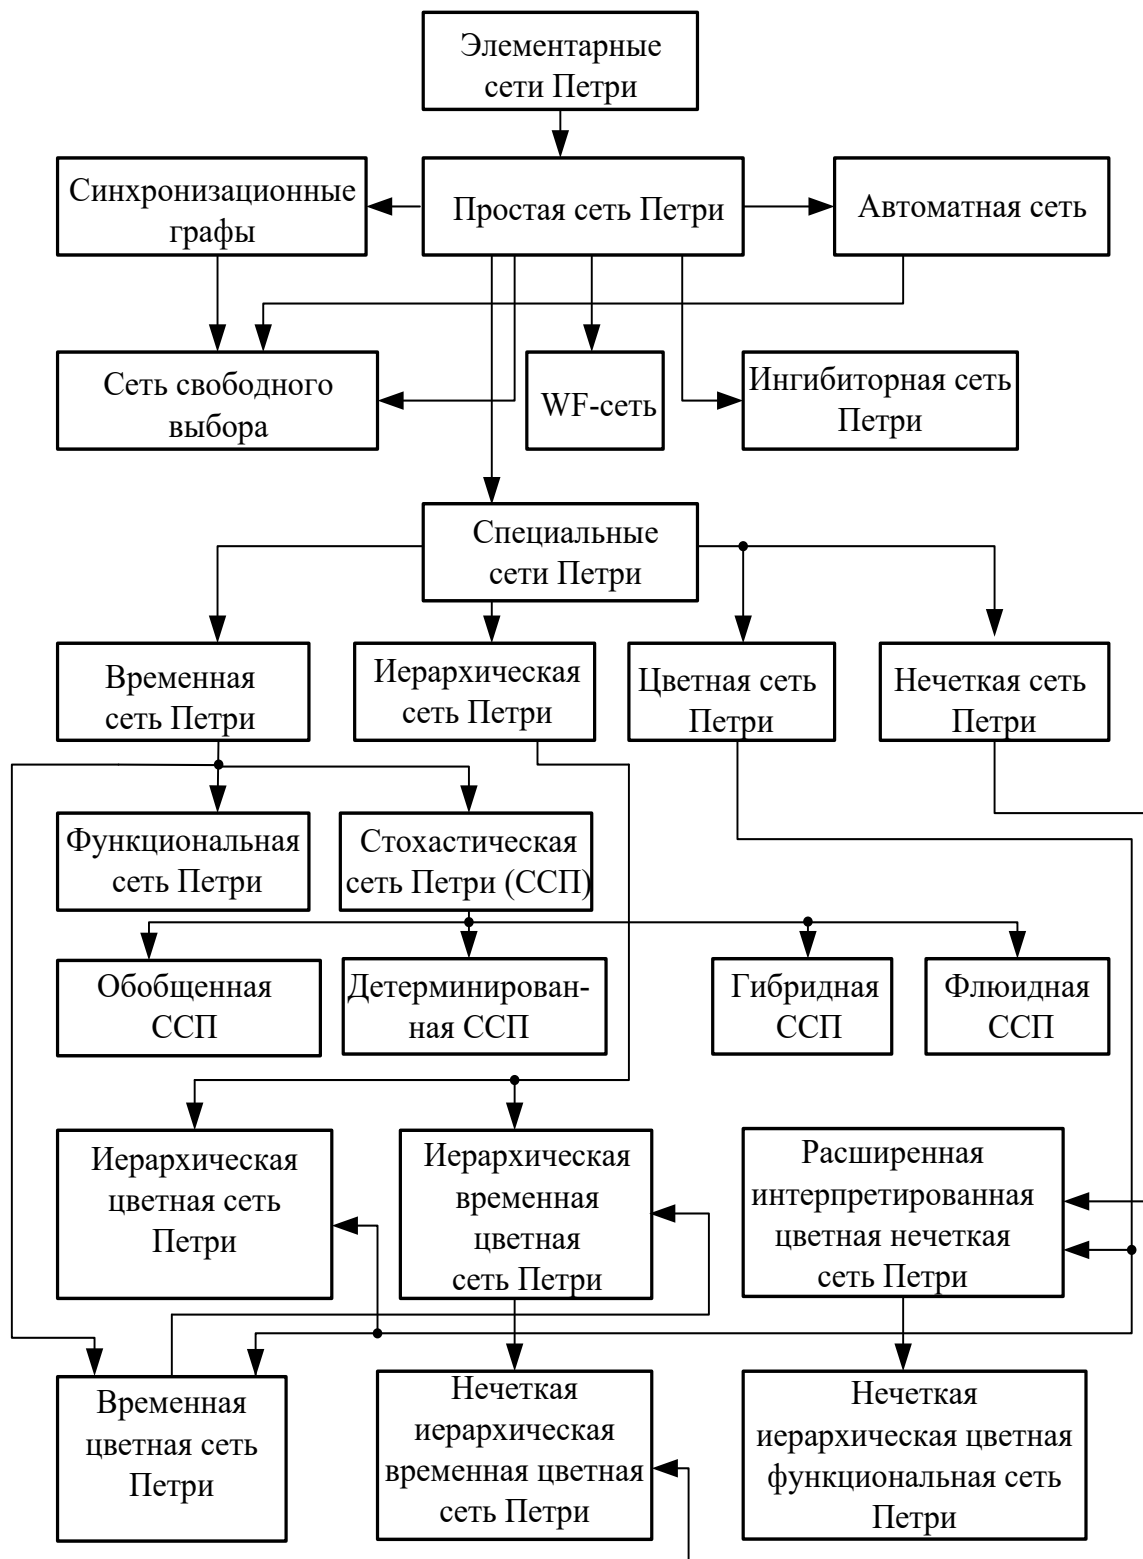 Элементарные
сети Петри
Синхронизационные
графы
Простая сеть Петри
Автоматная сеть
Сеть свободного
выбора
WF-сеть
Ингибиторная сеть
Петри
Специальные
сети Петри
Временная
сеть Петри
Иерархическая
сеть Петри
Цветная сеть
Петри
Нечеткая сеть
Петри
Функциональная
сеть Петри
Стохастическая
сеть Петри (ССП)
Обобщенная
ССП
Детерминирован-
ная ССП
Гибридная
ССП
Флюидная
ССП
Иерархическая
цветная сеть
Петри
Иерархическая
временная
цветная
сеть Петри
Расширенная
интерпретированная
цветная нечеткая
сеть Петри
Временная
цветная сеть
Петри
Нечеткая
иерархическая
временная цветная
сеть Петри
Нечеткая
иерархическая цветная
функциональная сеть
Петри